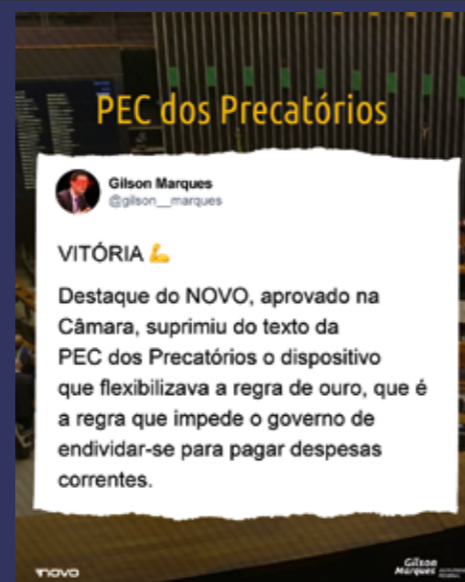 PEC dos Precatórios
Gilson Marques
@gilson__marques
VITÓRIA 💪
Destaque do NOVO, aprovado na
Câmara, suprimiu do texto da
PEC dos Precatórios o dispositivo
que flexibilizava a regra de ouro, que é
a regra que impede o governo de
endividar-se para pagar despesas
correntes.
NOVO
Gilson
Marques